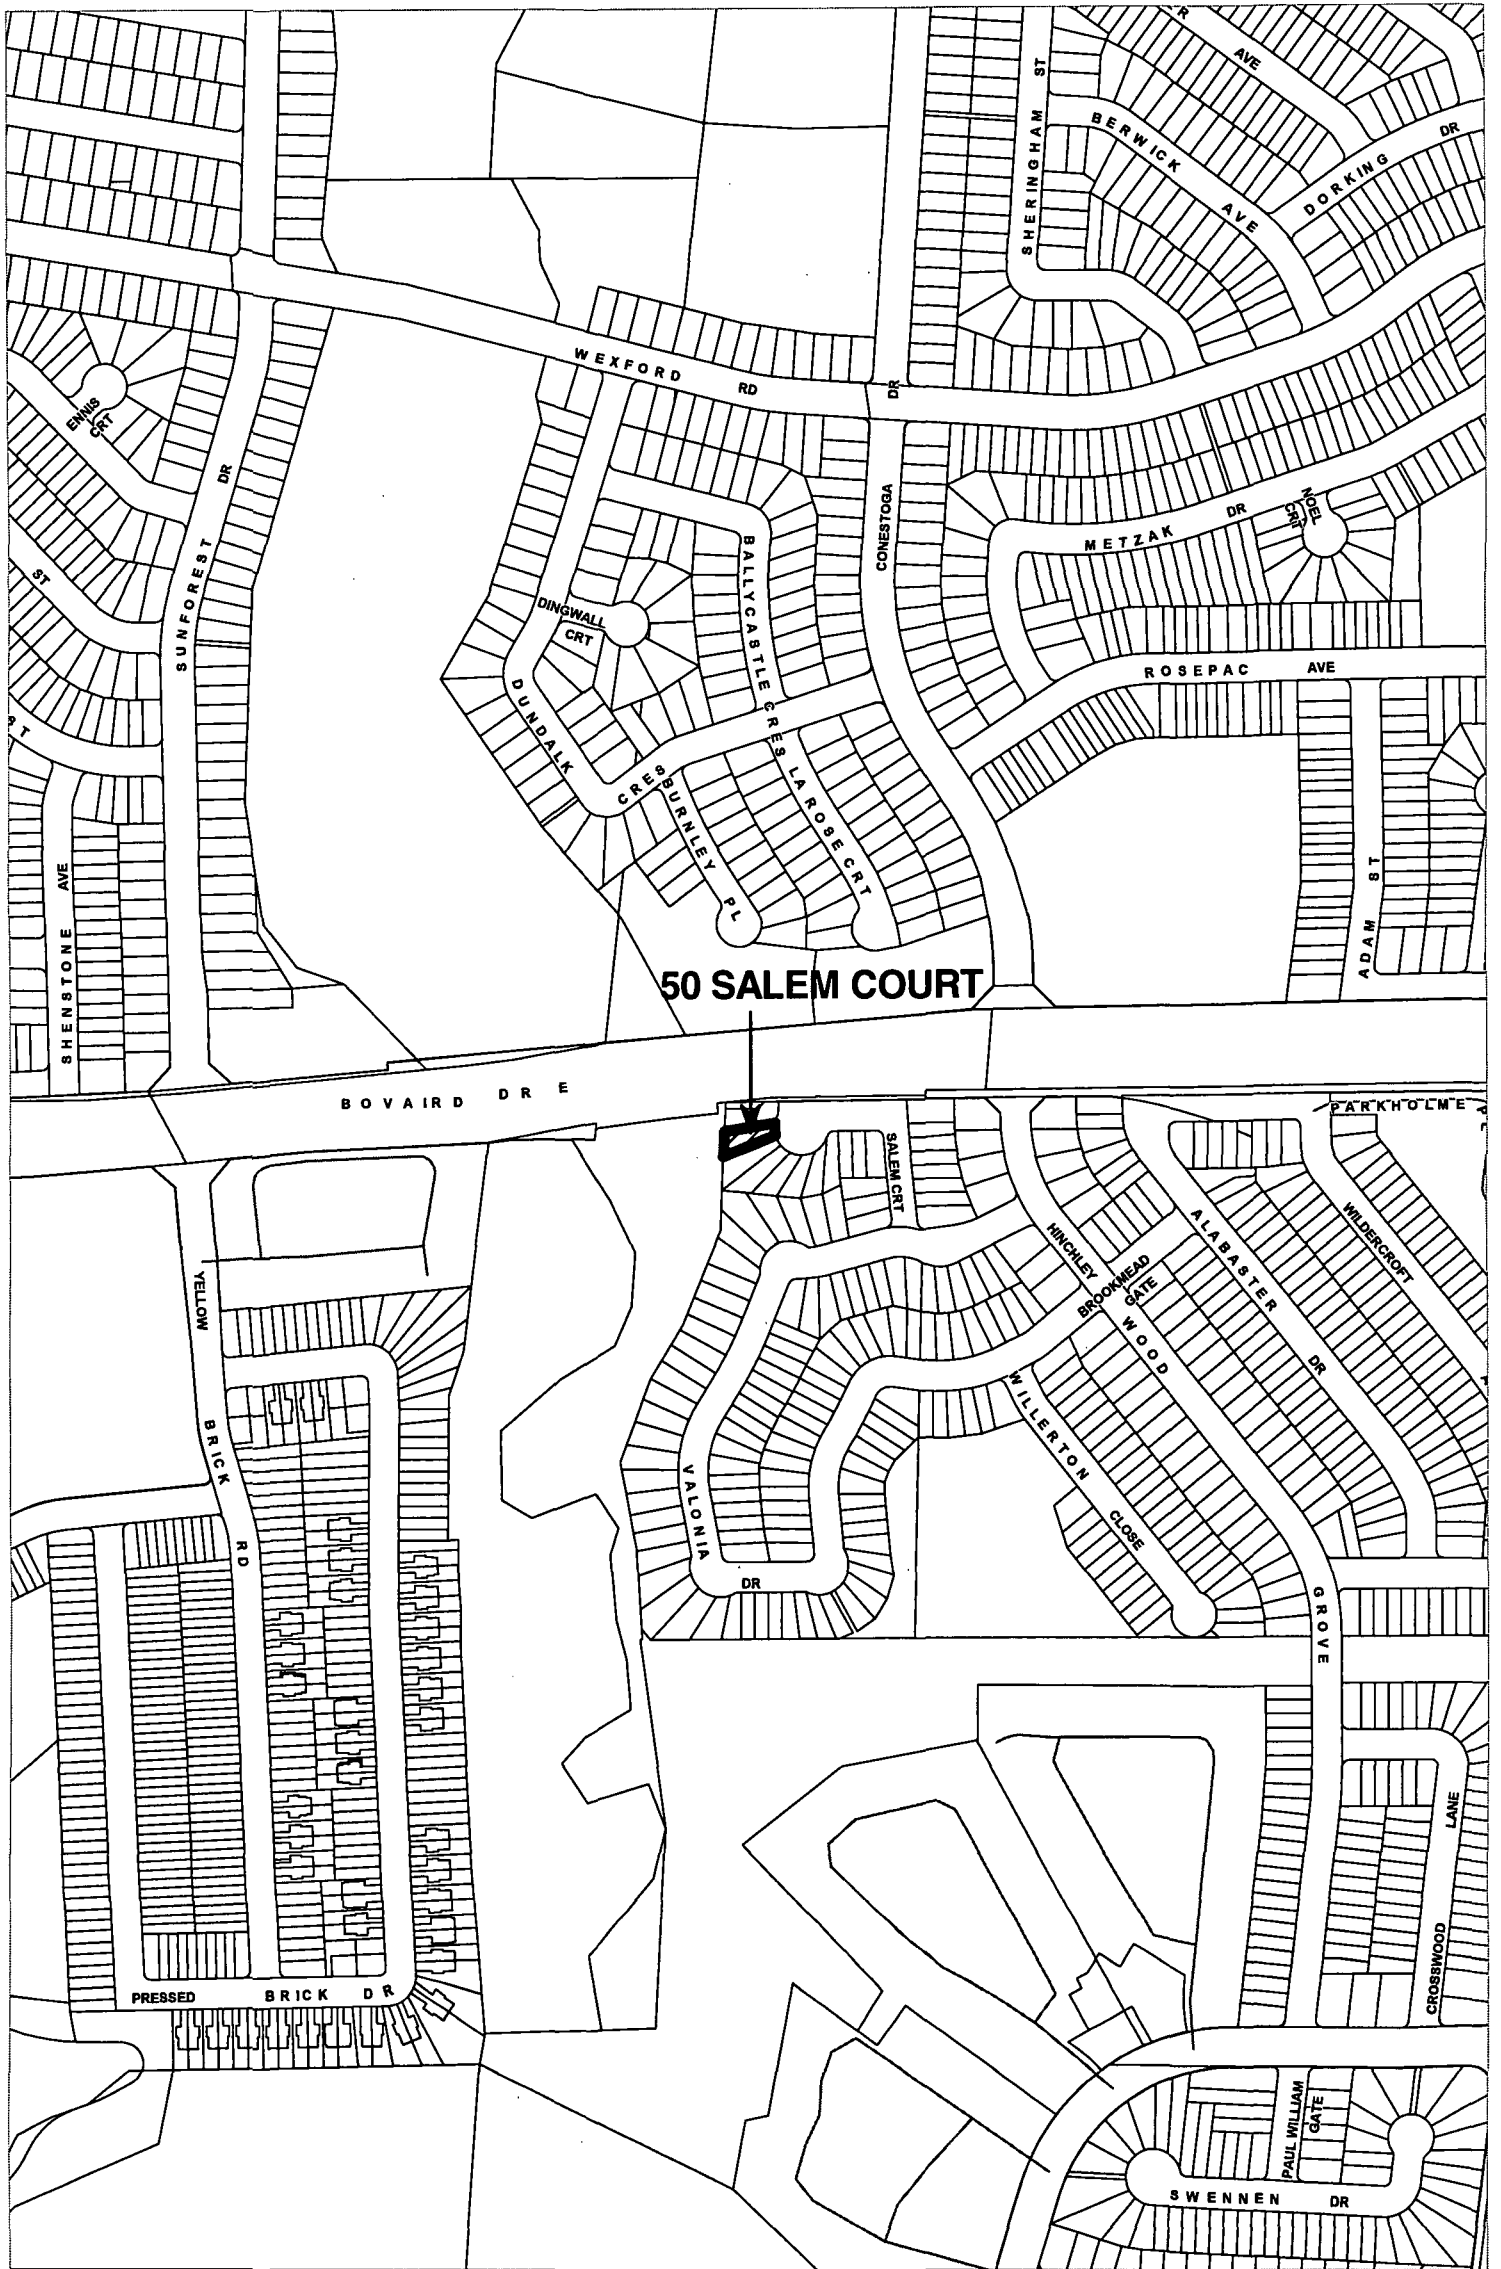 R
AVE
SHERINGHAM ST
BERWICK AVE
DORKING DR
WEXFORD RD
DR
ENNIS
CRT
SUNFOREST DR
CONESTOGA
NOEL
CRT
METZAK DR
ST
BALLYCASTLE CRES
DINGWALL
CRT
ROSEPAC AVE
DUNDALK CRES
ST
LA ROSE CRT
BURNLEY PL
SHENSTONE AVE
ADAM ST
50 SALEM COURT
BOVAIRD DR E
PARKHOLME PL
SALEM CRT
WILDERCROFT
ALABASTER DR
HINCHLEY WOOD GROVE
BROOKMEAD
GATE
YELLOW BRICK RD
WILLERTON CLOSE
VALONIA DR
CROSSWOOD LANE
PRESSED BRICK DR
PAUL WILLIAM
GATE
SWENNEN DR